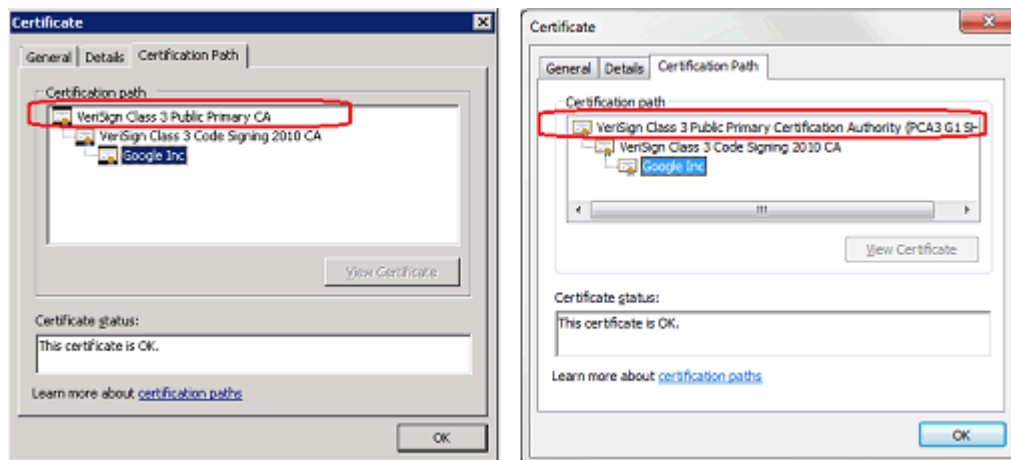 Certificate
General Details Certification Path
Certification path
VeriSign Class 3 Public Primary CA
VeriSign Class 3 Code Signing 2010 CA
Google Inc
View Certificate
Certificate status:
This certificate is OK.
Learn more about certification paths
OK
Certificate
General Details Certification Path
Certification path
VeriSign Class 3 Public Primary Certification Authority (PCA3 G1 SH
VeriSign Class 3 Code Signing 2010 CA
Google Inc
View Certificate
Certificate status:
This certificate is OK.
Learn more about certification paths
OK